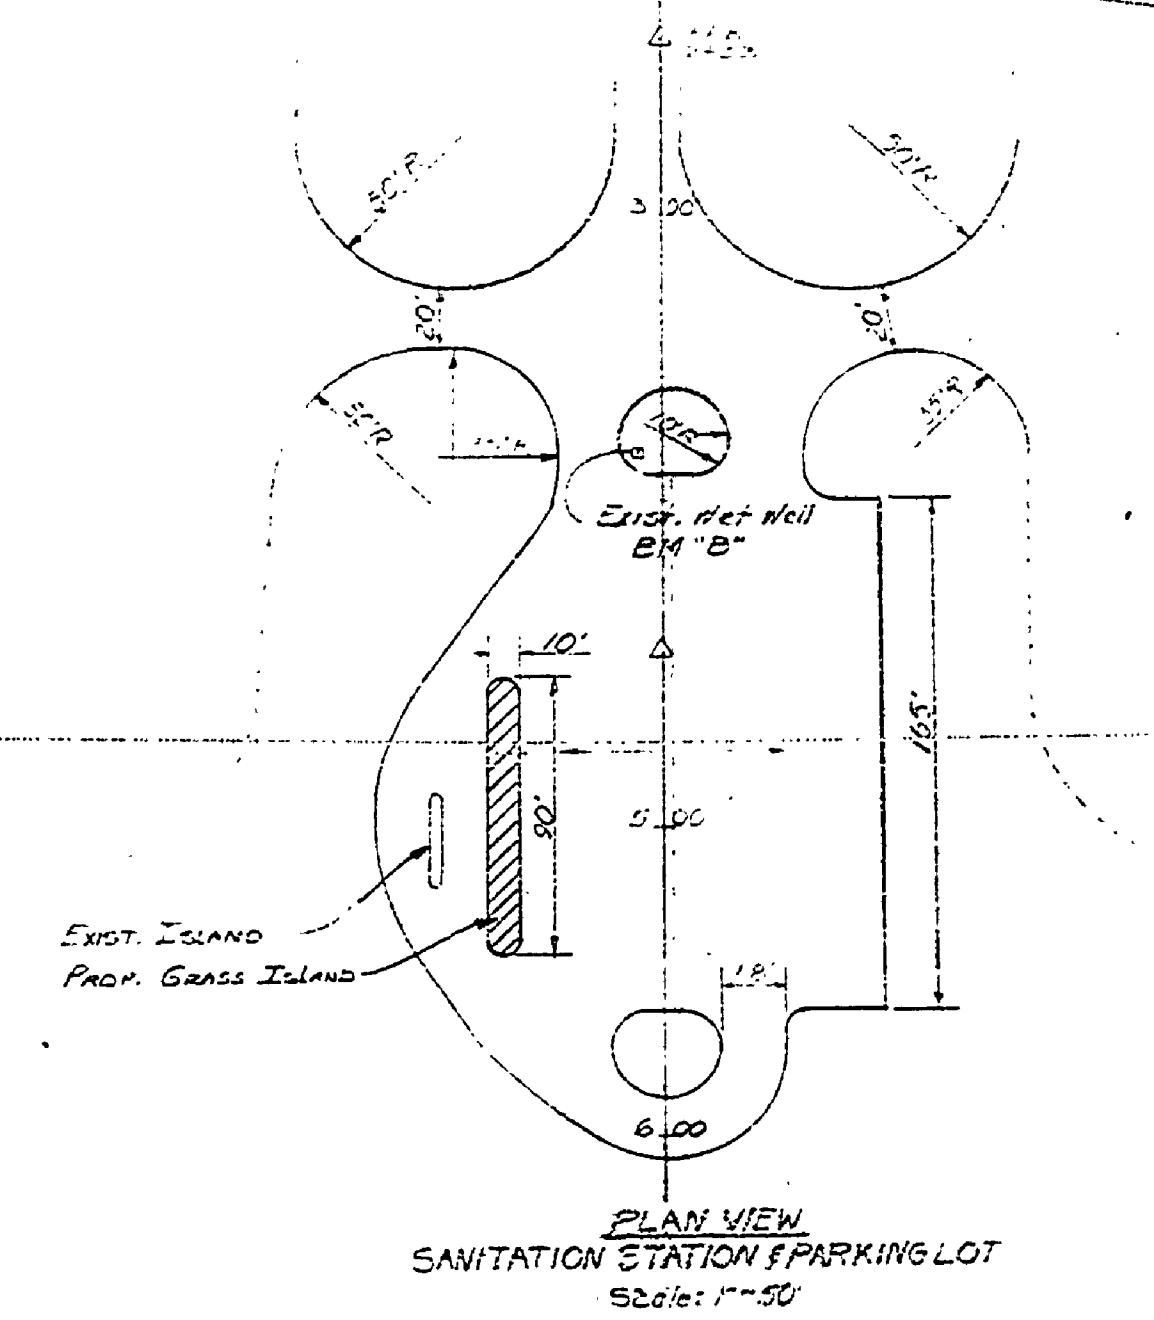 50'R
50'R
3 00
20'
20'
50'R
35'R
Exist. Wet Well
BM "B"
10'
165'
90'
5 00
EXIST. ISLAND
PROP. GRASS ISLAND
18'
6 00
PLAN VIEW
SANITATION STATION & PARKING LOT
Scale: 1"=50'